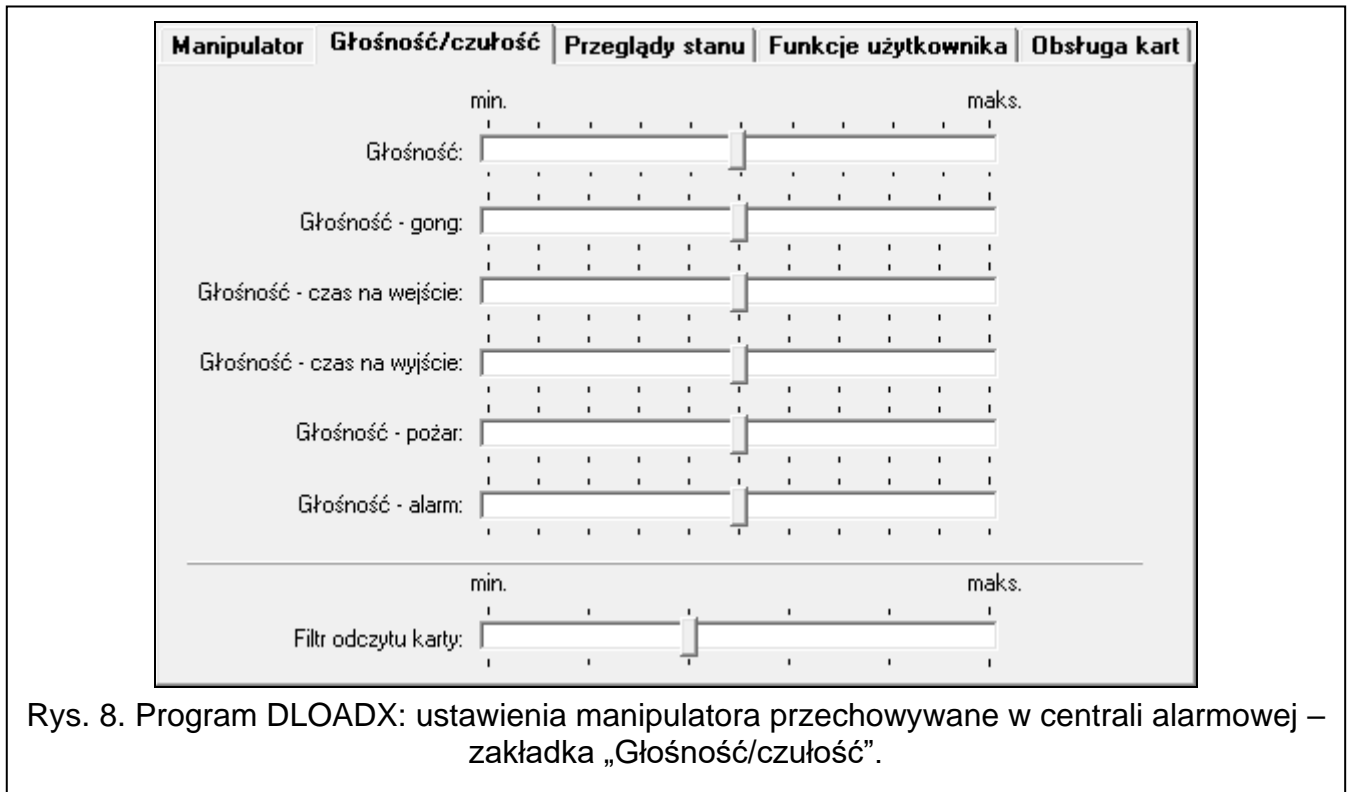 Manipulator Głośność/czułość Przeglądy stanu Funkcje użytkownika Obsługa kart
min. maks.
Głośność:
Głośność - gong:
Głośność - czas na wejście:
Głośność - czas na wyjście:
Głośność - pożar:
Głośność - alarm:
min. maks.
Filtr odczytu karty:
Rys. 8. Program DLOADX: ustawienia manipulatora przechowywane w centrali alarmowej –
zakładka „Głośność/czułość”.